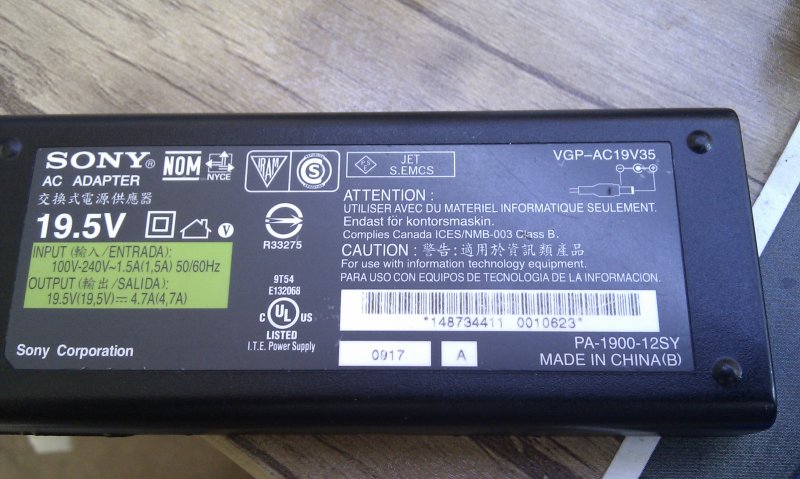 SONY®
AC ADAPTER
交換式電源供應器
19.5V
NOM
NYCE
V
INPUT (輸入/ENTRADA):
100V-240V~1.5A(1,5A) 50/60Hz
OUTPUT (輸出/SALIDA):
19.5V(19,5V)⎓4.7A(4,7A)
Sony Corporation
IRAM
S
R33275
9T54
E132068
C UL US
LISTED
I.T.E. Power Supply
PS
E
JET
S.EMCS
VGP-AC19V35
ATTENTION :
UTILISER AVEC DU MATERIEL INFORMATIQUE SEULEMENT.
Endast för kontorsmaskin.
Complies Canada ICES/NMB-003 Class B.
CAUTION : 警告:適用於資訊類產品
For use with information technology equipment.
PARA USO CON EQUIPOS DE TECNOLOGIA DE LA INFORMACION.
*148734411 0010623*
0917 A
PA-1900-12SY
MADE IN CHINA(B)